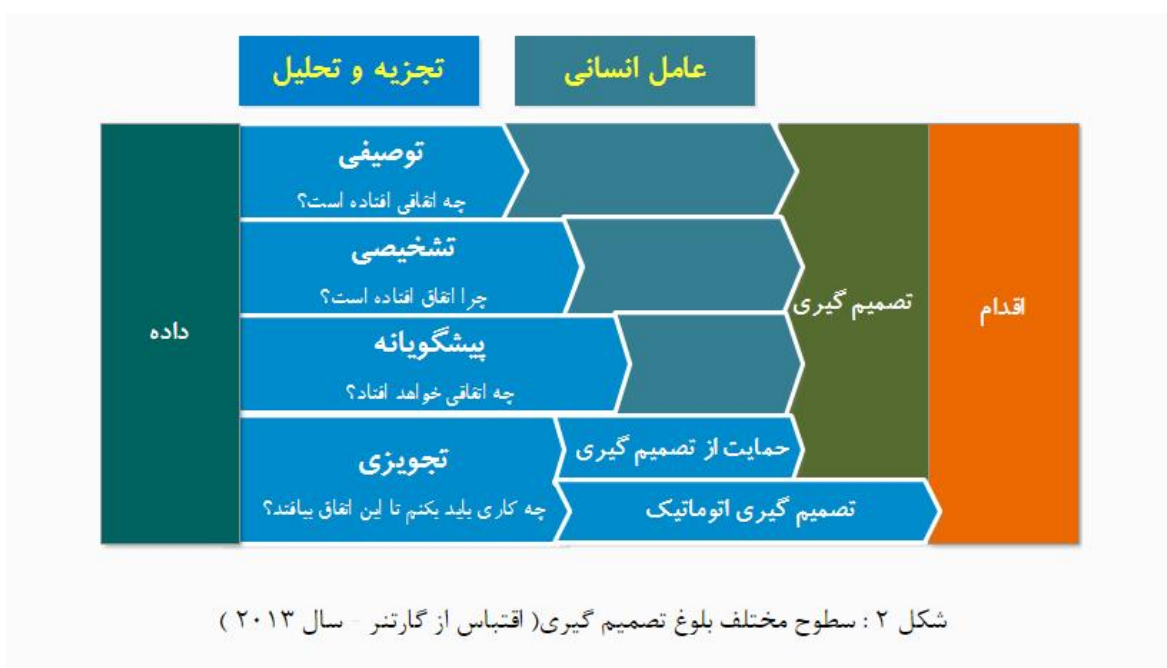 تجزیه و تحلیل
عامل انسانی
داده
توصیفی
چه اتفاقی افتاده است؟
تشخیصی
چرا اتفاق افتاده است؟
پیشگویانه
چه اتفاقی خواهد افتاد؟
تجویزی
چه کاری باید بکنم تا این اتفاق بیافتد؟
حمایت از تصمیم گیری
تصمیم گیری اتوماتیک
تصمیم گیری
اقدام
شکل ۲ : سطوح مختلف بلوغ تصمیم گیری( اقتباس از گارتنر - سال ۲۰۱۳ )